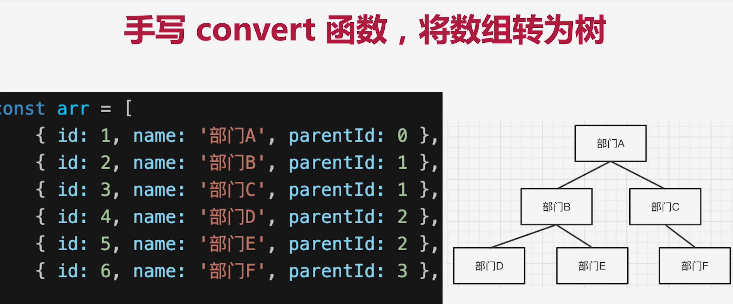 手写 convert 函数，将数组转为树
const arr = [
{ id: 1, name: '部门A', parentId: 0 },
{ id: 2, name: '部门B', parentId: 1 },
{ id: 3, name: '部门C', parentId: 1 },
{ id: 4, name: '部门D', parentId: 2 },
{ id: 5, name: '部门E', parentId: 2 },
{ id: 6, name: '部门F', parentId: 3 },
部门A
部门B
部门C
部门D
部门E
部门F